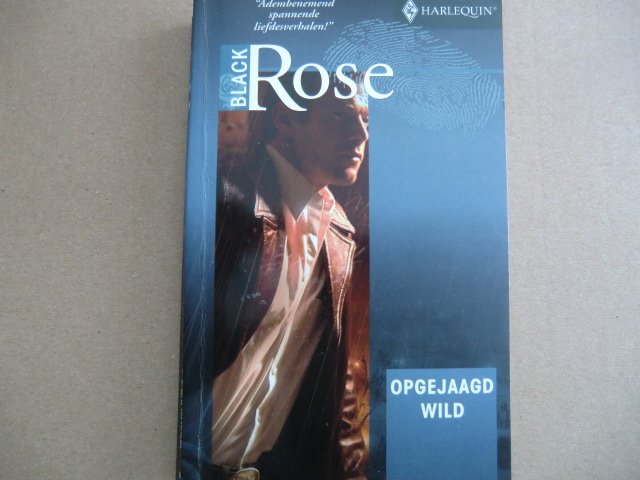 "Adembenemend
spannende
liefdesverhalen!"
HARLEQUIN®
BLACK
Rose
OPGEJAAGD
WILD